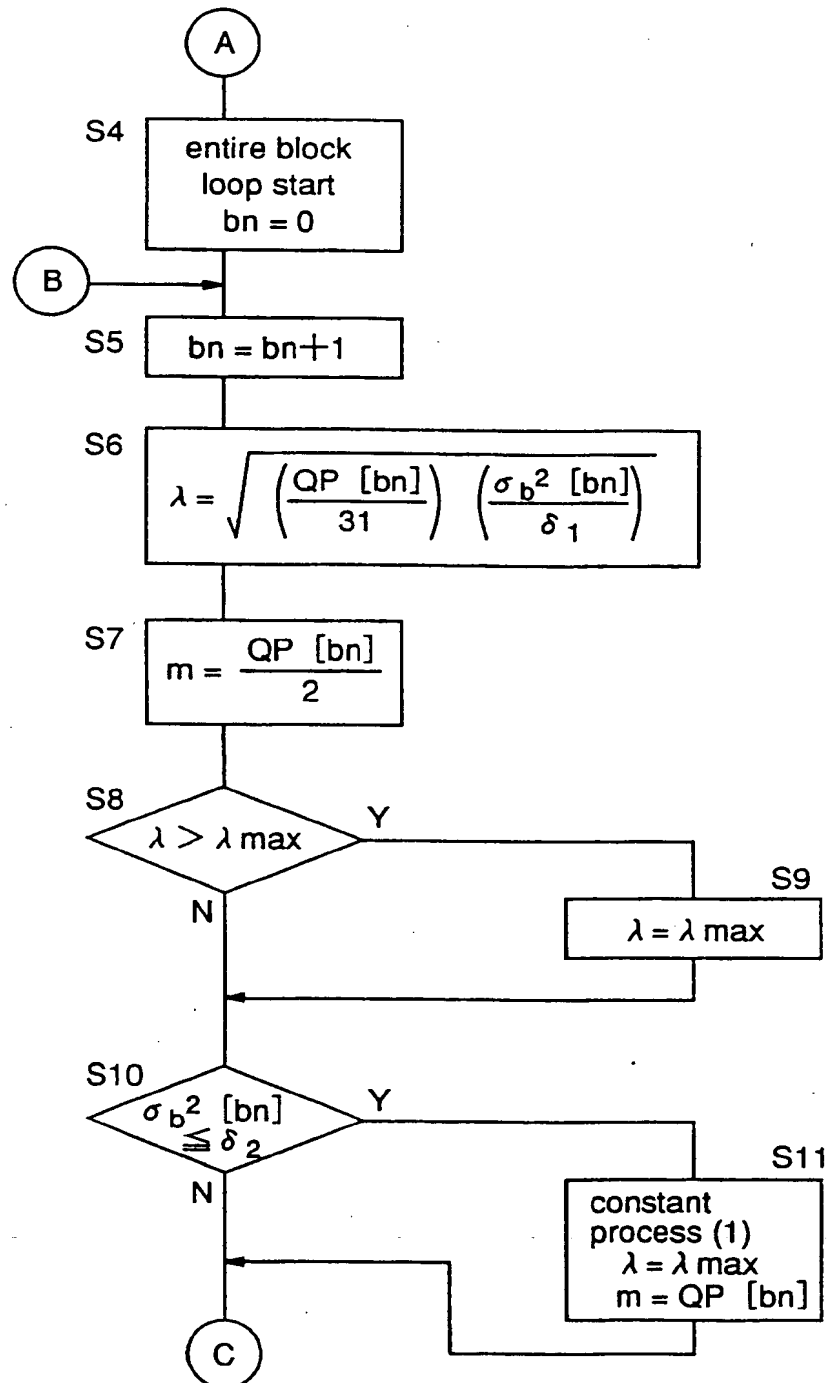 A
S4
entire block
loop start
bn = 0
B
S5
bn = bn+1
S6
λ = √ (QP [bn] / 31) (σb² [bn] / δ1)
S7
m = QP [bn] / 2
S8
λ > λ max
Y
N
S9
λ = λ max
S10
σb² [bn]
≦ δ2
Y
N
S11
constant
process (1)
λ = λ max
m = QP [bn]
C